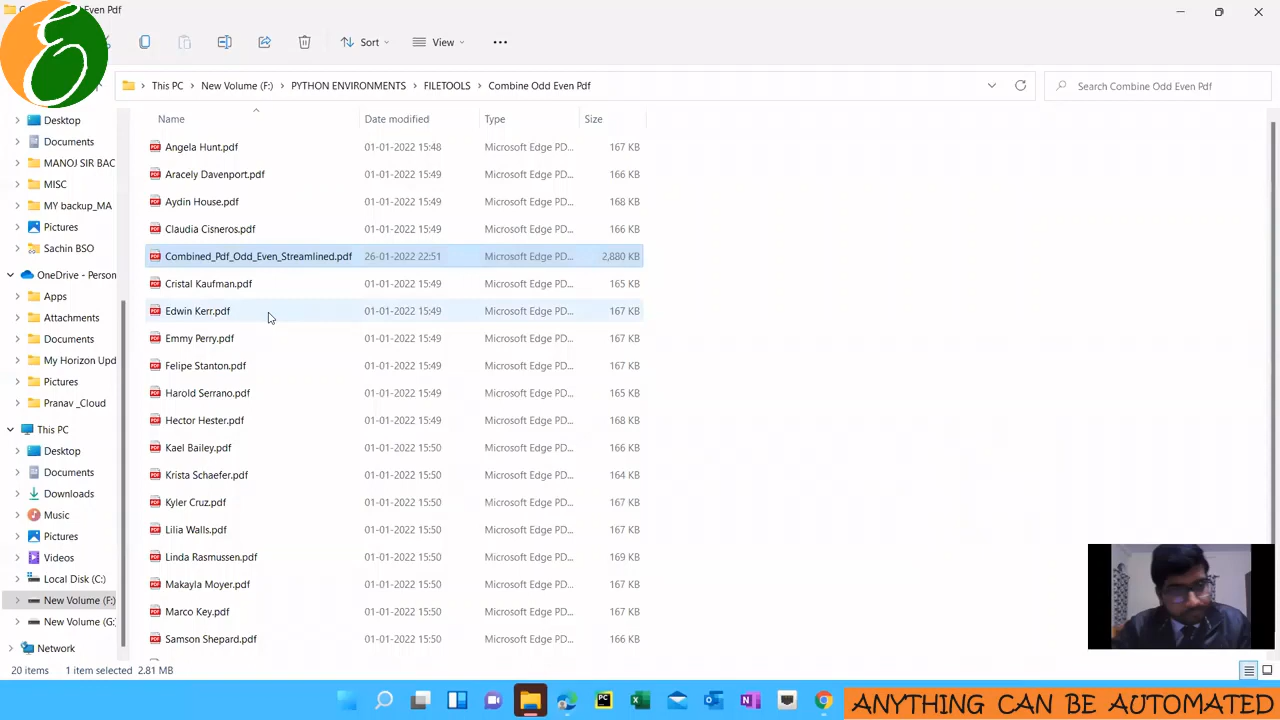 Even Pdf
Sort
View
This PC > New Volume (F:) > PYTHON ENVIRONMENTS > FILETOOLS > Combine Odd Even Pdf
Search Combine Odd Even Pdf
Desktop
Documents
MANOJ SIR BAC
MISC
MY backup_MA
Pictures
Sachin BSO
OneDrive - Person
Apps
Attachments
Documents
My Horizon Upd
Pictures
Pranav _Cloud
This PC
Desktop
Documents
Downloads
Music
Pictures
Videos
Local Disk (C:)
New Volume (F:)
New Volume (G:
Network
Name Date modified Type Size
Angela Hunt.pdf 01-01-2022 15:48 Microsoft Edge PD... 167 KB
Aracely Davenport.pdf 01-01-2022 15:49 Microsoft Edge PD... 166 KB
Aydin House.pdf 01-01-2022 15:49 Microsoft Edge PD... 168 KB
Claudia Cisneros.pdf 01-01-2022 15:49 Microsoft Edge PD... 166 KB
Combined_Pdf_Odd_Even_Streamlined.pdf 26-01-2022 22:51 Microsoft Edge PD... 2,880 KB
Cristal Kaufman.pdf 01-01-2022 15:49 Microsoft Edge PD... 165 KB
Edwin Kerr.pdf 01-01-2022 15:49 Microsoft Edge PD... 167 KB
Emmy Perry.pdf 01-01-2022 15:49 Microsoft Edge PD... 167 KB
Felipe Stanton.pdf 01-01-2022 15:49 Microsoft Edge PD... 167 KB
Harold Serrano.pdf 01-01-2022 15:49 Microsoft Edge PD... 165 KB
Hector Hester.pdf 01-01-2022 15:49 Microsoft Edge PD... 168 KB
Kael Bailey.pdf 01-01-2022 15:50 Microsoft Edge PD... 166 KB
Krista Schaefer.pdf 01-01-2022 15:50 Microsoft Edge PD... 164 KB
Kyler Cruz.pdf 01-01-2022 15:50 Microsoft Edge PD... 167 KB
Lilia Walls.pdf 01-01-2022 15:50 Microsoft Edge PD... 167 KB
Linda Rasmussen.pdf 01-01-2022 15:50 Microsoft Edge PD... 169 KB
Makayla Moyer.pdf 01-01-2022 15:50 Microsoft Edge PD... 167 KB
Marco Key.pdf 01-01-2022 15:50 Microsoft Edge PD... 167 KB
Samson Shepard.pdf 01-01-2022 15:50 Microsoft Edge PD... 166 KB
20 items 1 item selected 2.81 MB
ANYTHING CAN BE AUTOMATED